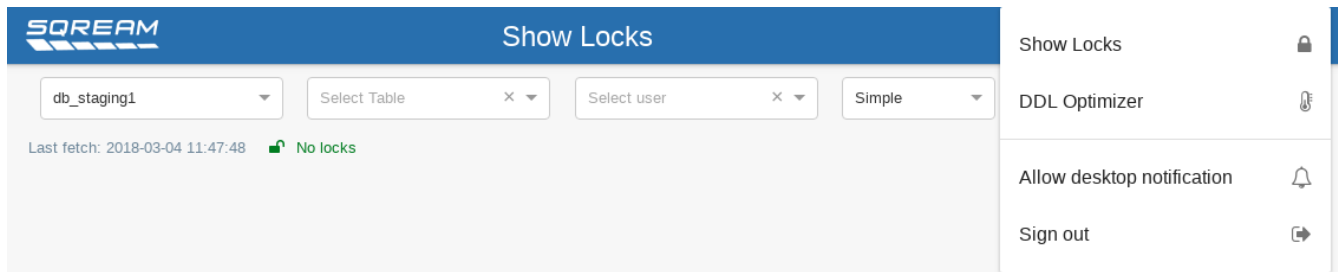 SQREAM
Show Locks
db_staging1
Select Table
Select user
Simple
Last fetch: 2018-03-04 11:47:48
No locks
Show Locks
DDL Optimizer
Allow desktop notification
Sign out